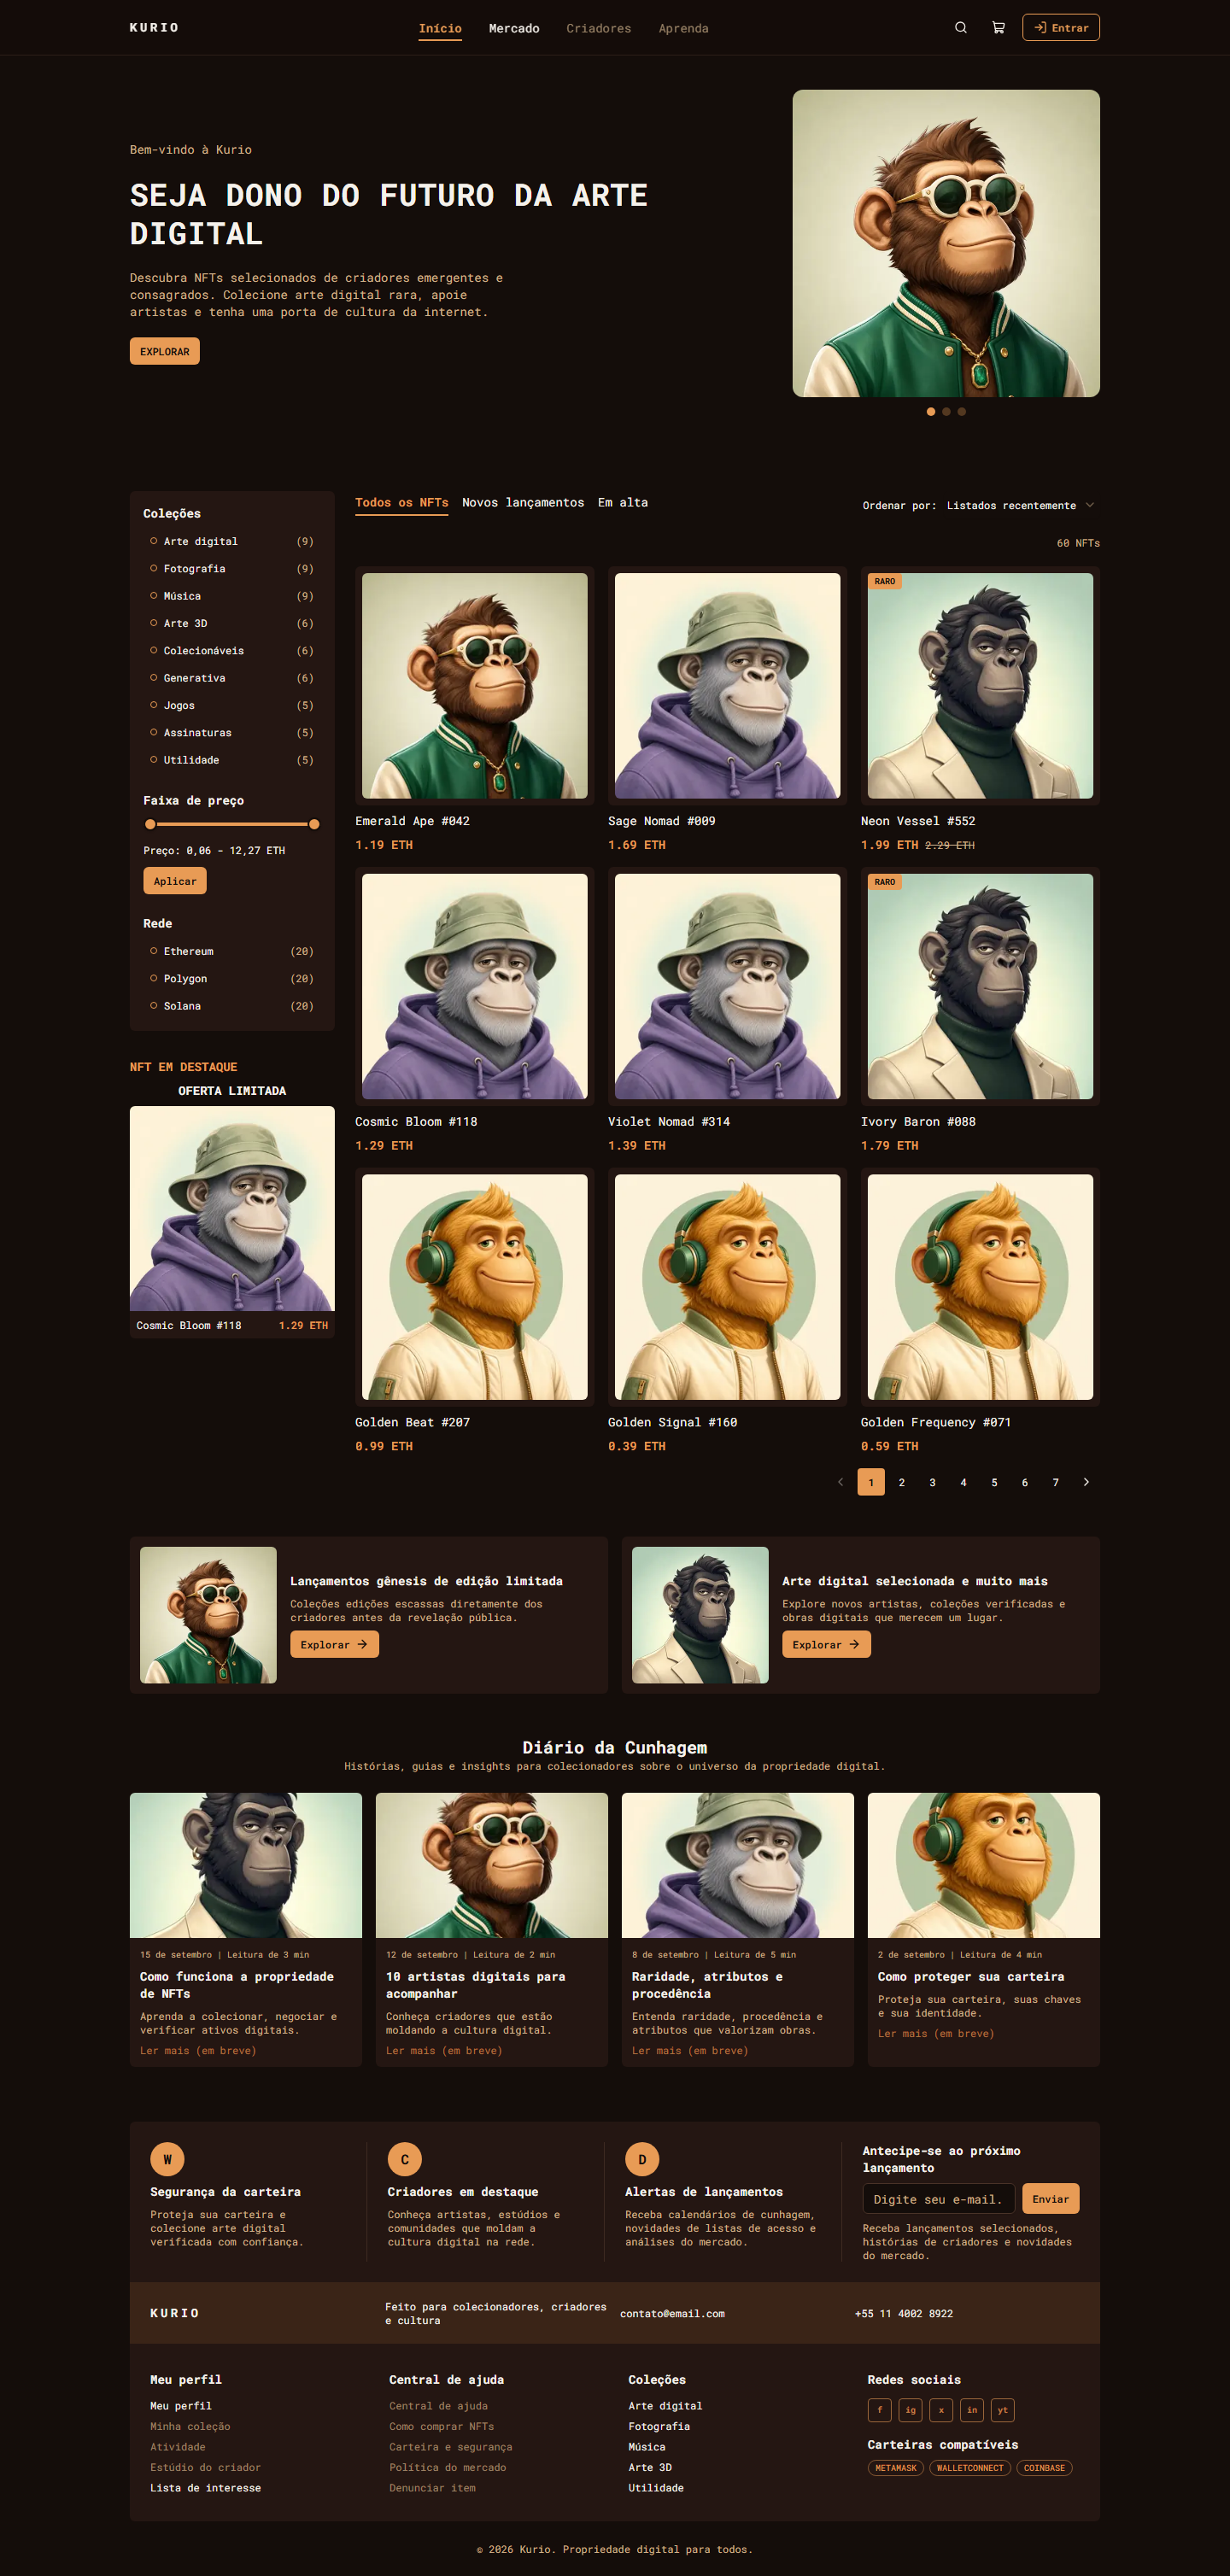 KURIO
Início Mercado Criadores Aprenda
Entrar
Bem-vindo à Kurio
SEJA DONO DO FUTURO DA ARTE
DIGITAL
Descubra NFTs selecionados de criadores emergentes e
consagrados. Colecione arte digital rara, apoie
artistas e tenha uma porta de cultura da internet.
EXPLORAR
Coleções
Arte digital (9)
Fotografia (9)
Música (9)
Arte 3D (6)
Colecionáveis (6)
Generativa (6)
Jogos (5)
Assinaturas (5)
Utilidade (5)
Faixa de preço
Preço: 0,06 - 12,27 ETH
Aplicar
Rede
Ethereum (20)
Polygon (20)
Solana (20)
NFT EM DESTAQUE
OFERTA LIMITADA
Cosmic Bloom #118 1.29 ETH
Todos os NFTs Novos lançamentos Em alta
Ordenar por: Listados recentemente
60 NFTs
RARO
Emerald Ape #042
1.19 ETH
Sage Nomad #009
1.69 ETH
Neon Vessel #552
1.99 ETH 2.29 ETH
RARO
Cosmic Bloom #118
1.29 ETH
Violet Nomad #314
1.39 ETH
Ivory Baron #088
1.79 ETH
Golden Beat #207
0.99 ETH
Golden Signal #160
0.39 ETH
Golden Frequency #071
0.59 ETH
1 2 3 4 5 6 7
Lançamentos gênesis de edição limitada
Coleções edições escassas diretamente dos
criadores antes da revelação pública.
Explorar
Arte digital selecionada e muito mais
Explore novos artistas, coleções verificadas e
obras digitais que merecem um lugar.
Explorar
Diário da Cunhagem
Histórias, guias e insights para colecionadores sobre o universo da propriedade digital.
15 de setembro | Leitura de 3 min
Como funciona a propriedade
de NFTs
Aprenda a colecionar, negociar e
verificar ativos digitais.
Ler mais (em breve)
12 de setembro | Leitura de 2 min
10 artistas digitais para
acompanhar
Conheça criadores que estão
moldando a cultura digital.
Ler mais (em breve)
8 de setembro | Leitura de 5 min
Raridade, atributos e
procedência
Entenda raridade, procedência e
atributos que valorizam obras.
Ler mais (em breve)
2 de setembro | Leitura de 4 min
Como proteger sua carteira
Proteja sua carteira, suas chaves
e sua identidade.
Ler mais (em breve)
W
Segurança da carteira
Proteja sua carteira e
colecione arte digital
verificada com confiança.
C
Criadores em destaque
Conheça artistas, estúdios e
comunidades que moldam a
cultura digital na rede.
D
Alertas de lançamentos
Receba calendários de cunhagem,
novidades de listas de acesso e
análises do mercado.
Antecipe-se ao próximo
lançamento
Digite seu e-mail.
Enviar
Receba lançamentos selecionados,
histórias de criadores e novidades
do mercado.
KURIO
Feito para colecionadores, criadores
e cultura
contato@email.com
+55 11 4002 8922
Meu perfil
Meu perfil
Minha coleção
Atividade
Estúdio do criador
Lista de interesse
Central de ajuda
Central de ajuda
Como comprar NFTs
Carteira e segurança
Política do mercado
Denunciar item
Coleções
Arte digital
Fotografia
Música
Arte 3D
Utilidade
Redes sociais
f ig x in yt
Carteiras compatíveis
METAMASK WALLETCONNECT COINBASE
© 2026 Kurio. Propriedade digital para todos.